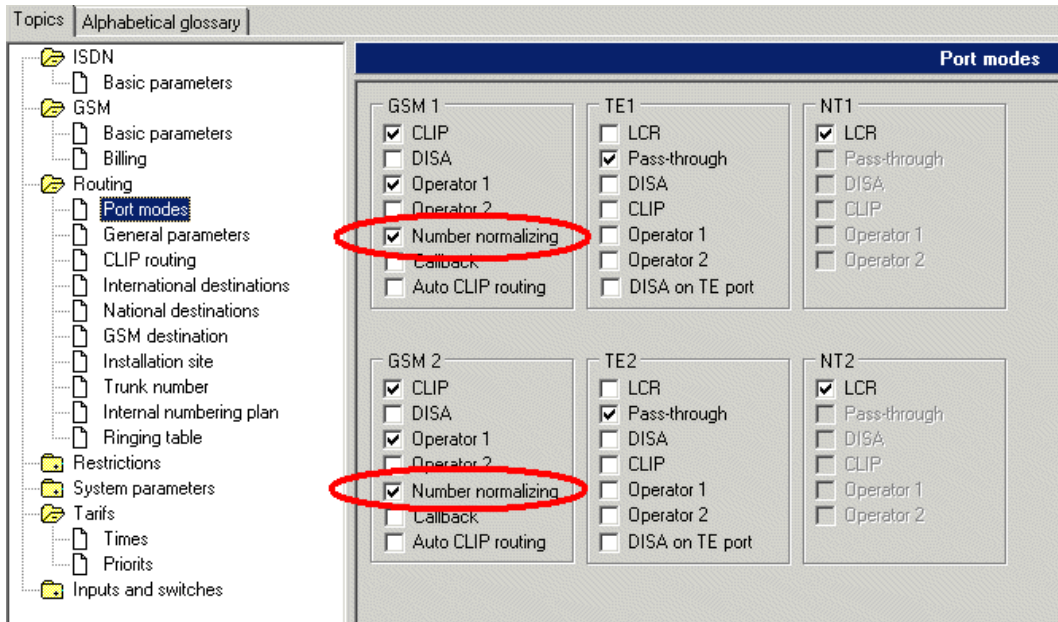 Topics
Alphabetical glossary
ISDN
Basic parameters
GSM
Basic parameters
Billing
Routing
Port modes
General parameters
CLIP routing
International destinations
National destinations
GSM destination
Installation site
Trunk number
Internal numbering plan
Ringing table
Restrictions
System parameters
Tarifs
Times
Priorits
Inputs and switches
Port modes
GSM 1
CLIP
DISA
Operator 1
Operator 2
Number normalizing
Callback
Auto CLIP routing
TE1
LCR
Pass-through
DISA
CLIP
Operator 1
Operator 2
DISA on TE port
NT1
LCR
Pass-through
DISA
CLIP
Operator 1
Operator 2
GSM 2
CLIP
DISA
Operator 1
Operator 2
Number normalizing
Callback
Auto CLIP routing
TE2
LCR
Pass-through
DISA
CLIP
Operator 1
Operator 2
DISA on TE port
NT2
LCR
Pass-through
DISA
CLIP
Operator 1
Operator 2